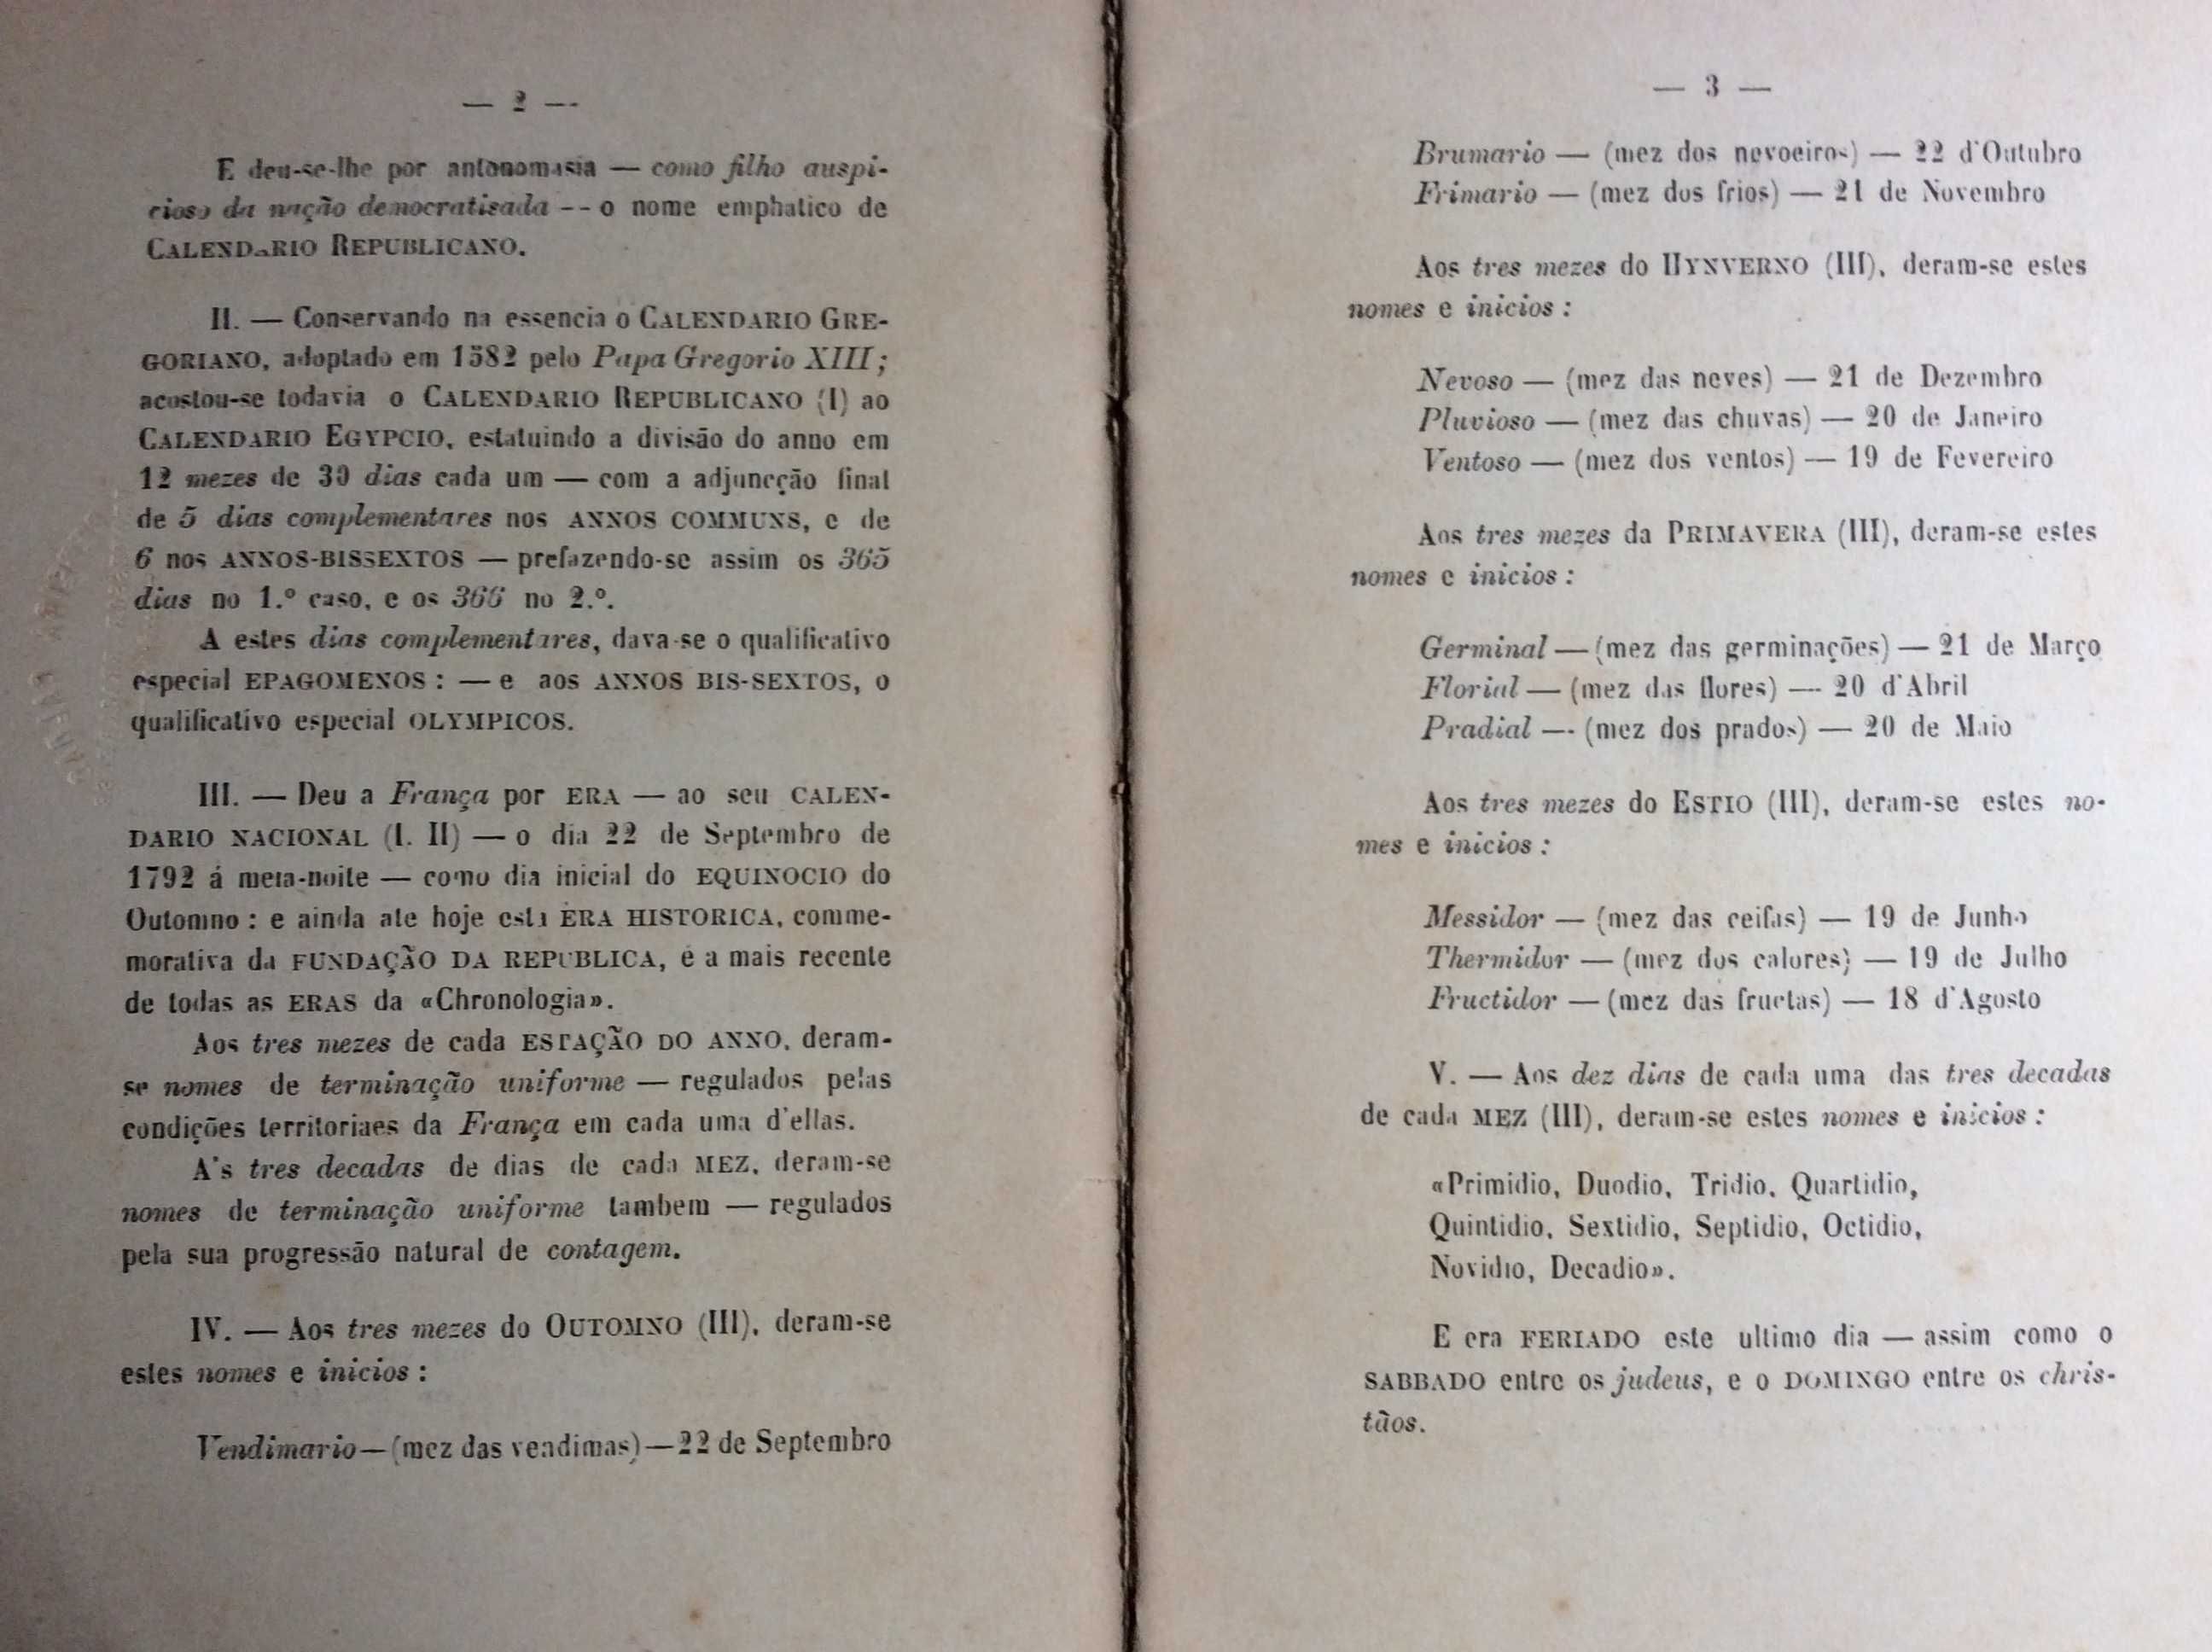 — 2 —
E deu-se-lhe por antonomasia — como filho auspi-
cioso da nação democratisada -- o nome emphatico de
CALENDARIO REPUBLICANO.
II. — Conservando na essencia o CALENDARIO GRE-
GORIANO, adoptado em 1582 pelo Papa Gregorio XIII;
acostou-se todavia o CALENDARIO REPUBLICANO (I) ao
CALENDARIO EGYPCIO, estatuindo a divisão do anno em
12 mezes de 30 dias cada um — com a adjuncção final
de 5 dias complementares nos ANNOS COMMUNS, e de
6 nos ANNOS-BISSEXTOS — prefazendo-se assim os 365
dias no 1.º caso, e os 366 no 2.º.
A estes dias complementares, dava-se o qualificativo
especial EPAGOMENOS : — e aos ANNOS BIS-SEXTOS, o
qualificativo especial OLYMPICOS.
III. — Deu a França por ERA — ao seu CALEN-
DARIO NACIONAL (I. II) — o dia 22 de Septembro de
1792 á meia-noite — como dia inicial do EQUINOCIO do
Outomno : e ainda ate hoje esta ÉRA HISTORICA, comme-
morativa da FUNDAÇÃO DA REPUBLICA, é a mais recente
de todas as ERAS da «Chronologia».
Aos tres mezes de cada ESTAÇÃO DO ANNO, deram-
se nomes de terminação uniforme — regulados pelas
condições territoriaes da França em cada uma d'ellas.
A's tres decadas de dias de cada MEZ, deram-se
nomes de terminação uniforme tambem — regulados
pela sua progressão natural de contagem.
IV. — Aos tres mezes do OUTOMNO (III), deram-se
estes nomes e inicios :
Vendimario — (mez das vendimas) — 22 de Septembro
— 3 —
Brumario — (mez dos nevoeiros) — 22 d'Outubro
Frimario — (mez dos frios) — 21 de Novembro
Aos tres mezes do HYNVERNO (III), deram-se estes
nomes e inicios :
Nevoso — (mez das neves) — 21 de Dezembro
Pluvioso — (mez das chuvas) — 20 de Janeiro
Ventoso — (mez dos ventos) — 19 de Fevereiro
Aos tres mezes da PRIMAVERA (III), deram-se estes
nomes e inicios :
Germinal — (mez das germinações) — 21 de Março
Florial — (mez das flores) — 20 d'Abril
Pradial — (mez dos prados) — 20 de Maio
Aos tres mezes do ESTIO (III), deram-se estes no-
mes e inicios :
Messidor — (mez das ceifas) — 19 de Junho
Thermidor — (mez dos calores) — 19 de Julho
Fructidor — (mez das fructas) — 18 d'Agosto
V. — Aos dez dias de cada uma das tres decadas
de cada MEZ (III), deram-se estes nomes e inicios :
«Primidio, Duodio, Tridio, Quartidio,
Quintidio, Sextidio, Septidio, Octidio,
Novidio, Decadio».
E era FERIADO este ultimo dia — assim como o
SABBADO entre os judeus, e o DOMINGO entre os chris-
tãos.